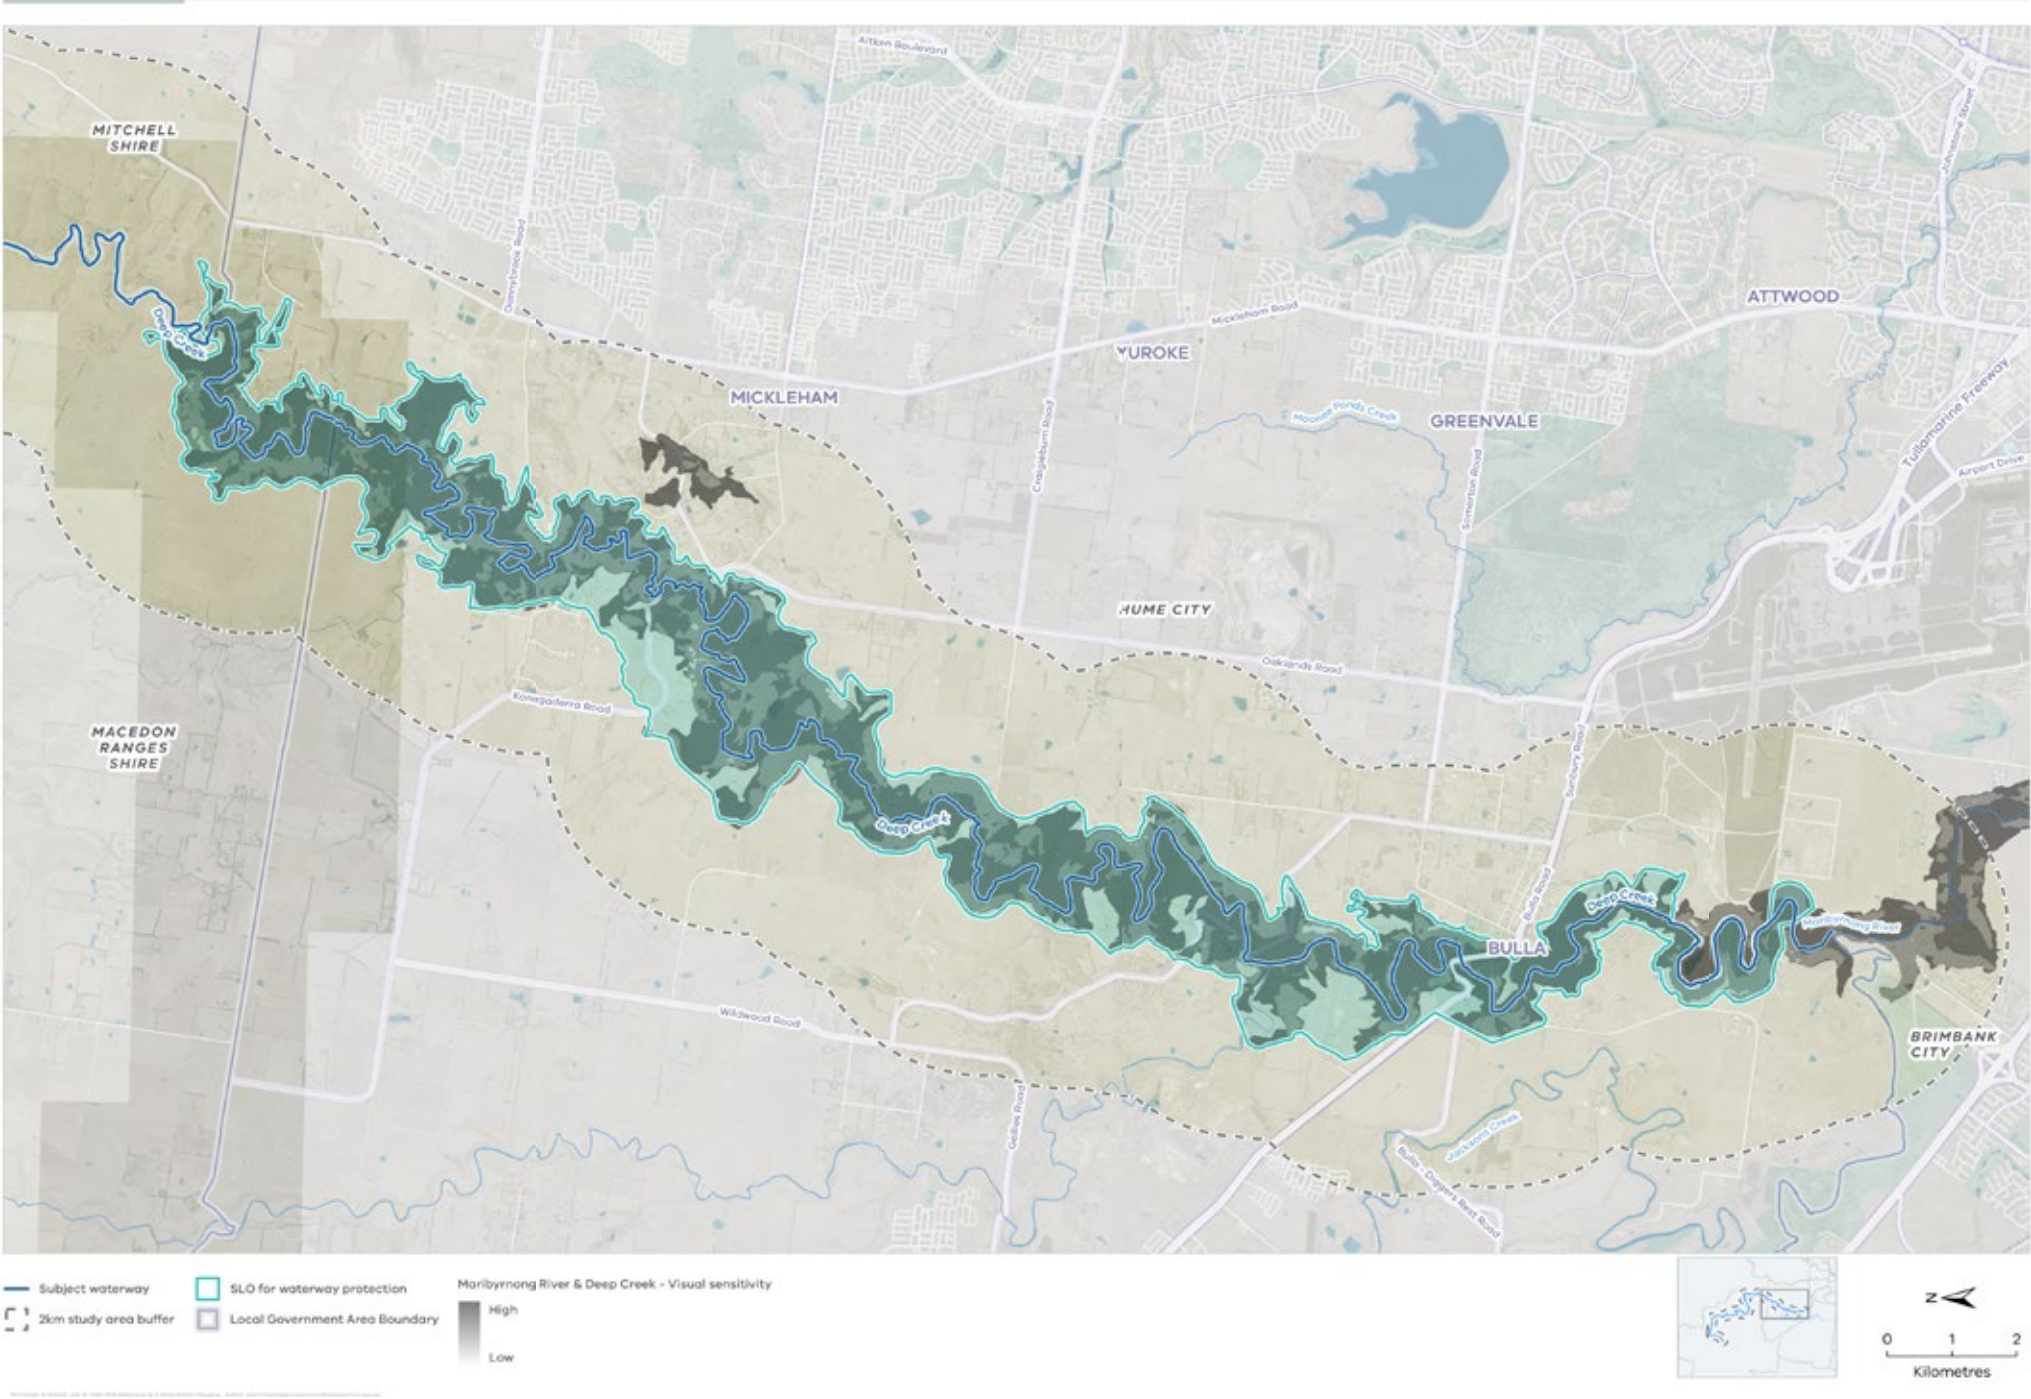 Aitken Boulevard
MITCHELL
SHIRE
Johnstone Street
Donnybrook Road
ATTWOOD
Mickleham Road
Deep Creek
YUROKE
MICKLEHAM
Tullamarine Freeway
Moonee Ponds Creek
GREENVALE
Craigieburn Road
Somerton Road
Airport Drive
HUME CITY
Oaklands Road
Konagaderra Road
MACEDON
RANGES
SHIRE
Sunbury Road
Deep Creek
Bulla Road
Deep Creek
Maribyrnong River
BULLA
Wildwood Road
BRIMBANK
CITY
Gellies Road
Jacksons Creek
Bulla - Diggers Rest Road
Subject waterway
2km study area buffer
SLO for waterway protection
Local Government Area Boundary
Maribyrnong River & Deep Creek - Visual sensitivity
High
Low
Z
0 1 2
Kilometres